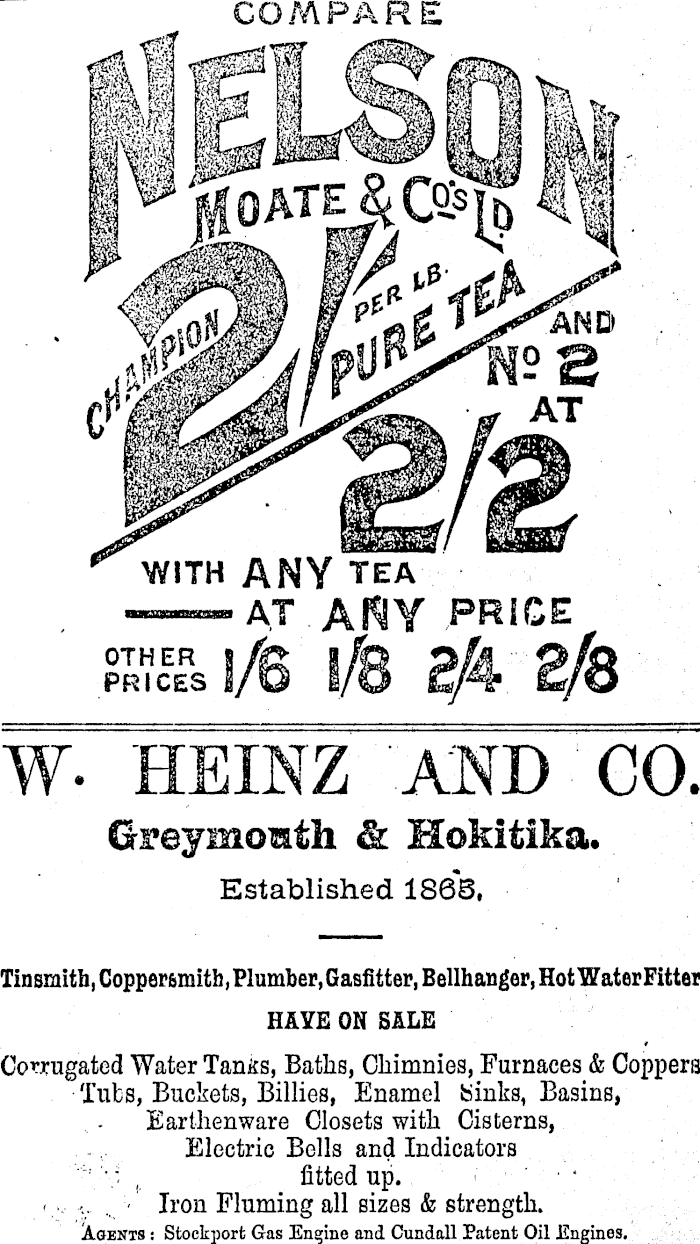 COMPARE
NELSON
MOATE & Co's LD.
CHAMPION 2/- PER LB.
PURE TEA
AND
No 2
AT
2/2
WITH ANY TEA
AT ANY PRICE
OTHER PRICES 1/6 1/8 2/4 2/8
W. HEINZ AND CO.
Greymouth & Hokitika.
Established 1865.
Tinsmith, Coppersmith, Plumber, Gasfitter, Bellhanger, Hot Water Fitter
HAVE ON SALE
Corrugated Water Tanks, Baths, Chimnies, Furnaces & Coppers
Tubs, Buckets, Billies, Enamel Sinks, Basins,
Earthenware Closets with Cisterns,
Electric Bells and Indicators
fitted up.
Iron Fluming all sizes & strength.
AGENTS: Stockport Gas Engine and Cundall Patent Oil Engines.